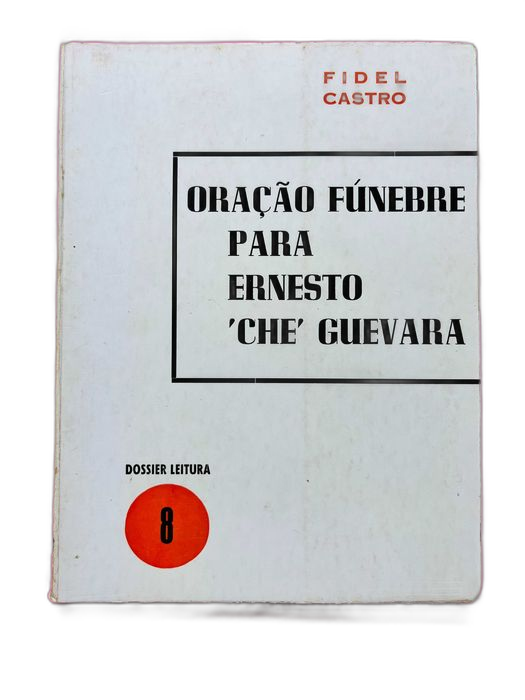 FIDEL
CASTRO
ORAÇÃO FÚNEBRE
PARA
ERNESTO
'CHE' GUEVARA
DOSSIER LEITURA
8